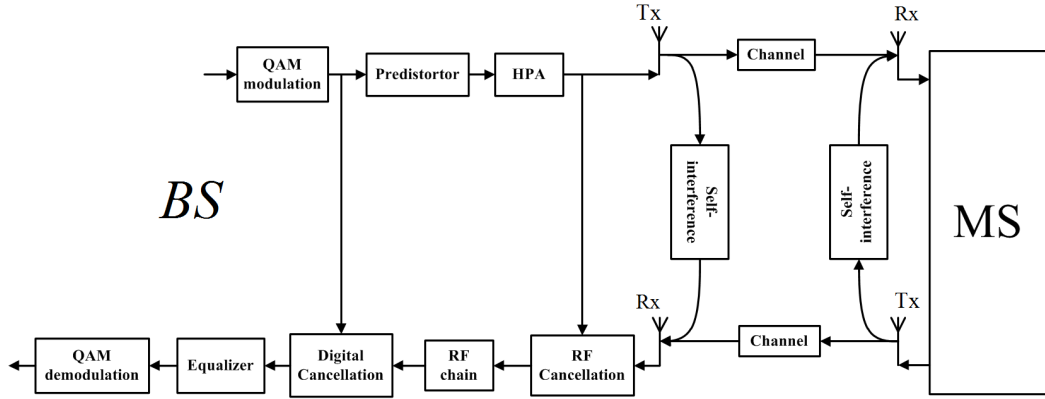 Tx
Rx
QAM
modulation
Predistortor
HPA
Channel
Self-
interference
Self-
interference
BS
MS
Rx
Tx
QAM
demodulation
Equalizer
Digital
Cancellation
RF
chain
RF
Cancellation
Channel